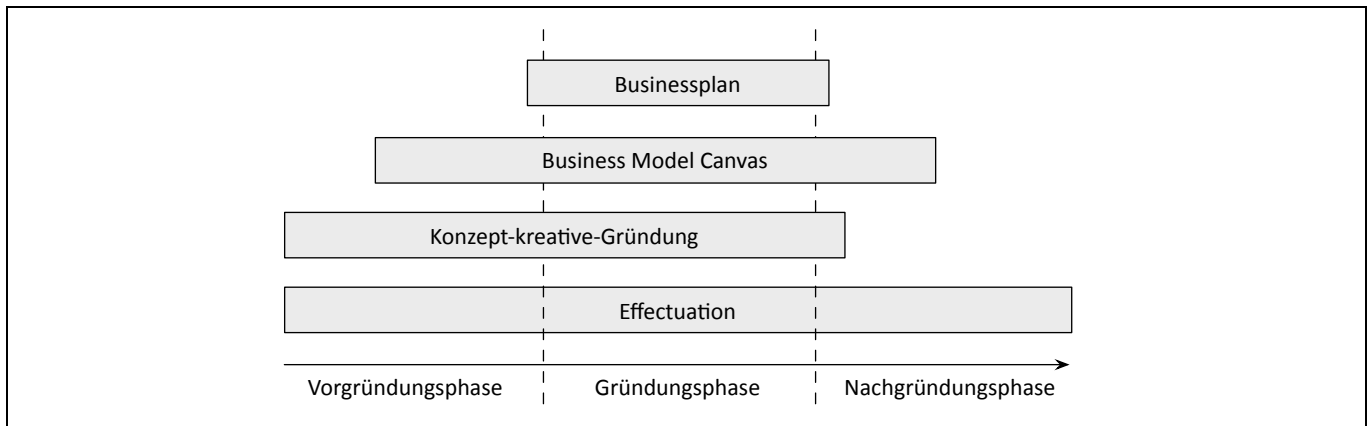 Businessplan
Business Model Canvas
Konzept-kreative-Gründung
Effectuation
Vorgründungsphase Gründungsphase Nachgründungsphase